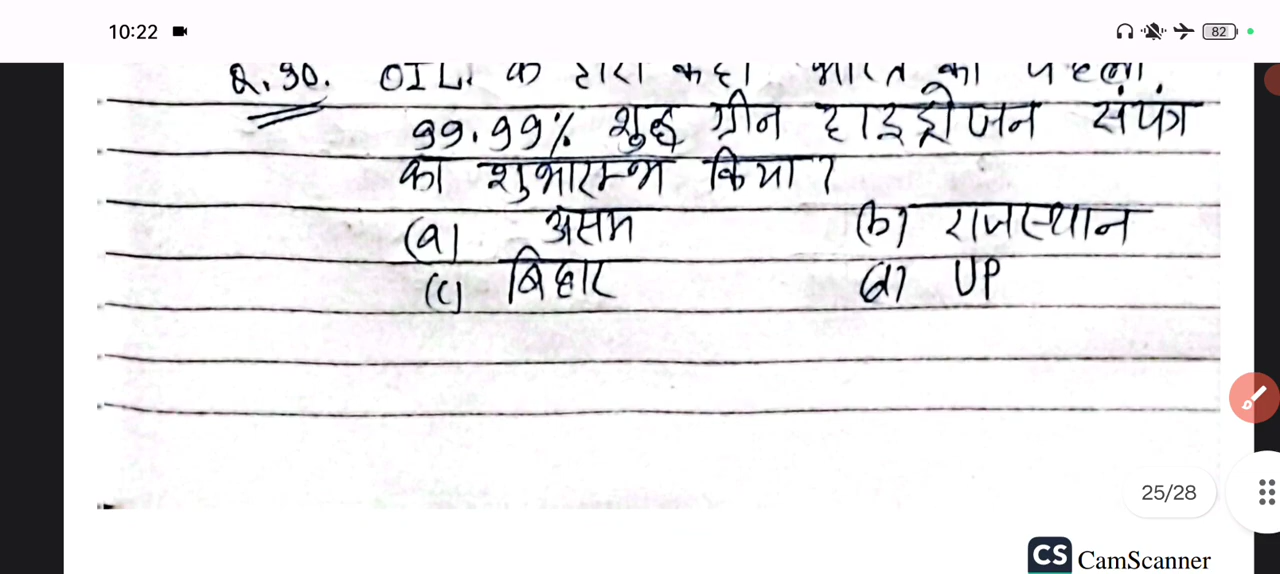 10:22
82
Q.30. OIL. के द्वारा कहाँ भारत का पहला
99.99% शुद्ध ग्रीन हाइड्रोजन संयंत्र
का शुभारम्भ किया ?
(a) असम (b) राजस्थान
(c) बिहार (d) UP
25/28
CS CamScanner